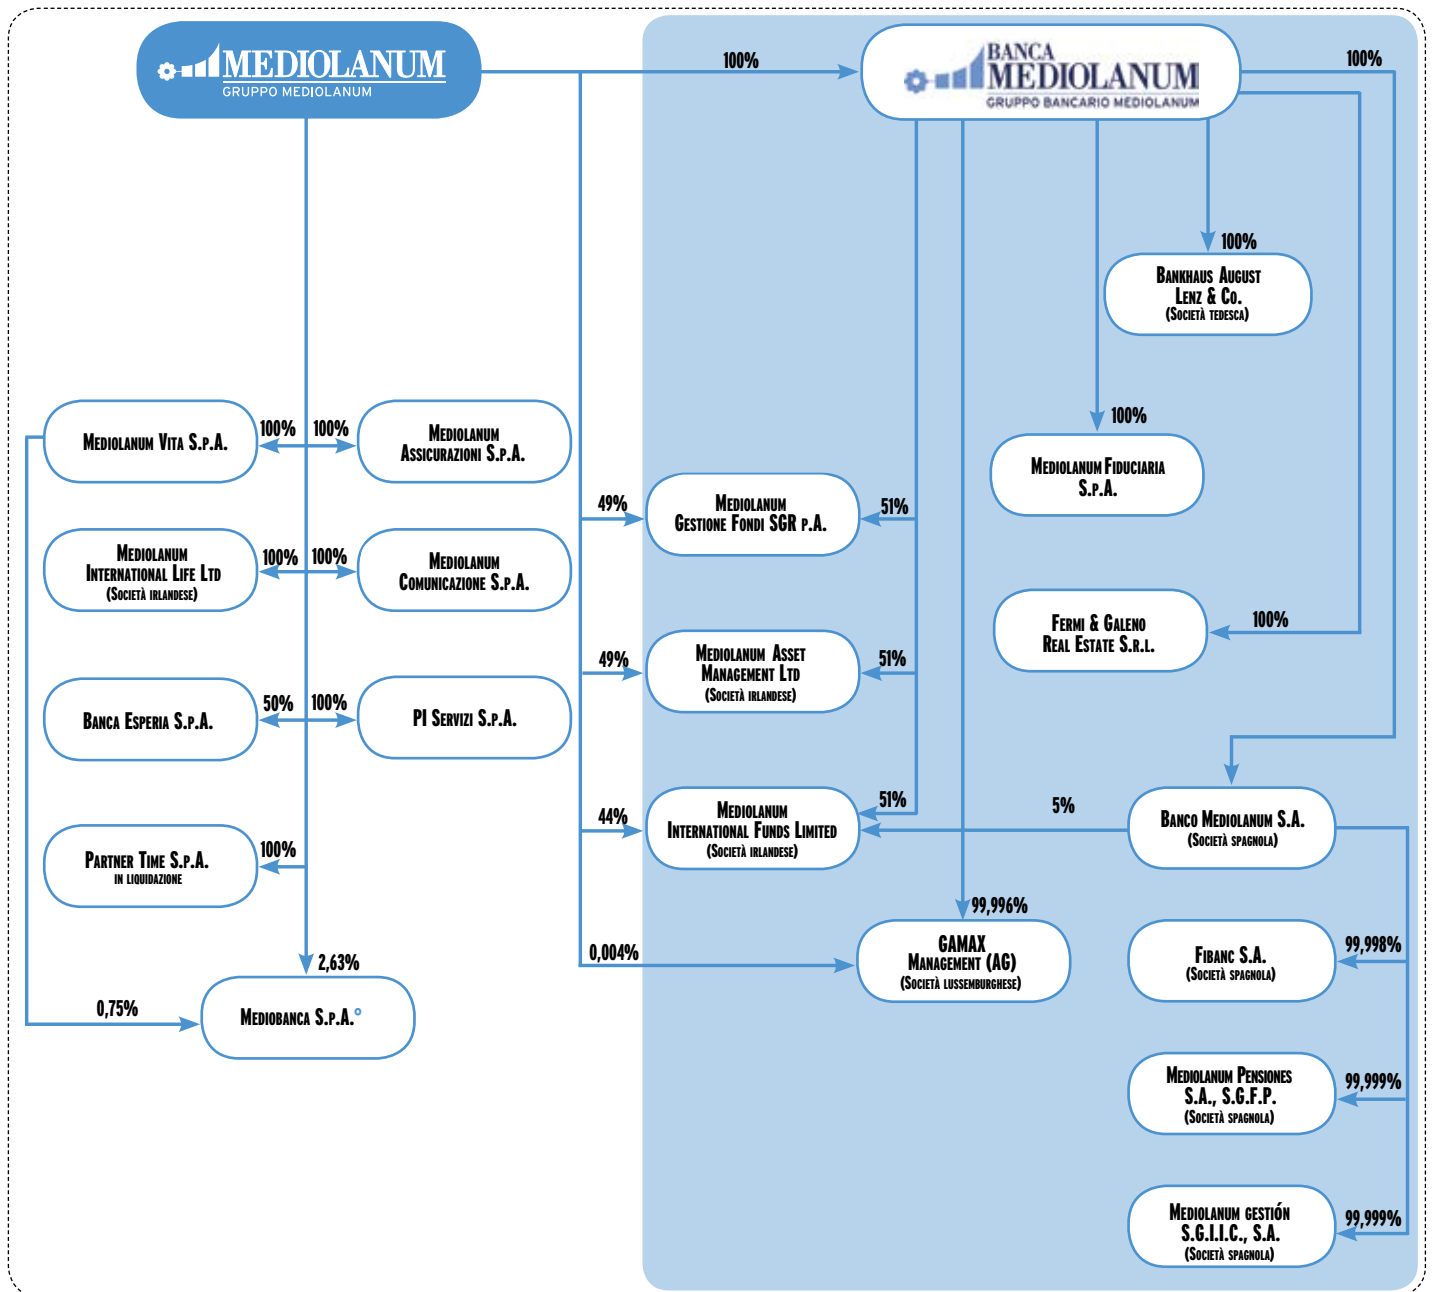 MEDIOLANUM
GRUPPO MEDIOLANUM
100%
BANCA
MEDIOLANUM
GRUPPO BANCARIO MEDIOLANUM
100%
100%
Bankhaus August
Lenz & Co.
(Società tedesca)
Mediolanum Vita S.p.A.
100%
100%
Mediolanum
Assicurazioni S.p.A.
100%
Mediolanum Fiduciaria
S.p.A.
49%
Mediolanum
Gestione Fondi SGR p.A.
51%
Mediolanum
International Life Ltd
(Società irlandese)
100%
100%
Mediolanum
Comunicazione S.p.A.
Fermi & Galeno
Real Estate S.r.l.
100%
49%
Mediolanum Asset
Management Ltd
(Società irlandese)
51%
Banca Esperia S.p.A.
50%
100%
PI Servizi S.p.A.
44%
Mediolanum
International Funds Limited
(Società irlandese)
51%
5%
Banco Mediolanum S.A.
(Società spagnola)
Partner Time S.p.A.
in liquidazione
100%
99,996%
GAMAX
Management (AG)
(Società lussemburghese)
0,004%
Fibanc S.A.
(Società spagnola)
99,998%
2,63%
0,75%
Mediobanca S.p.A.°
Mediolanum Pensiones
S.A., S.G.F.P.
(Società spagnola)
99,999%
Mediolanum gestión
S.G.I.I.C., S.A.
(Società spagnola)
99,999%